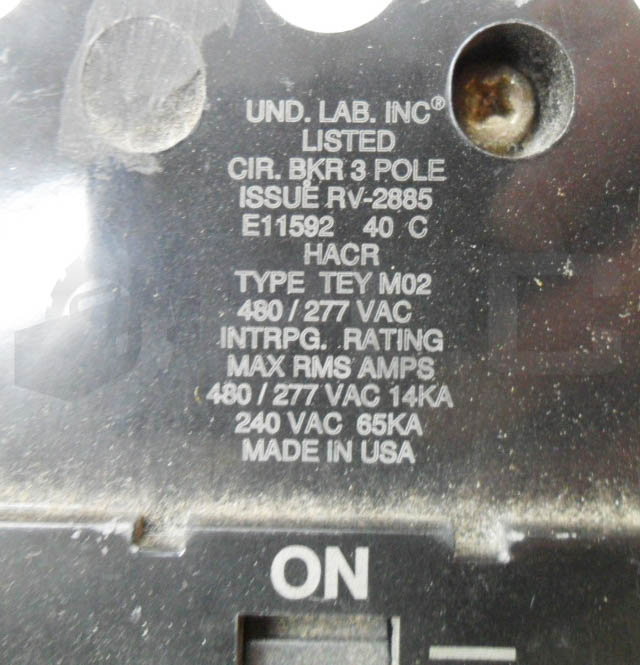 UND. LAB. INC®
LISTED
CIR. BKR 3 POLE
ISSUE RV-2885
E11592 40 C
HACR
TYPE TEY M02
480 / 277 VAC
INTRPG. RATING
MAX RMS AMPS
480 / 277 VAC 14KA
240 VAC 65KA
MADE IN USA
ON